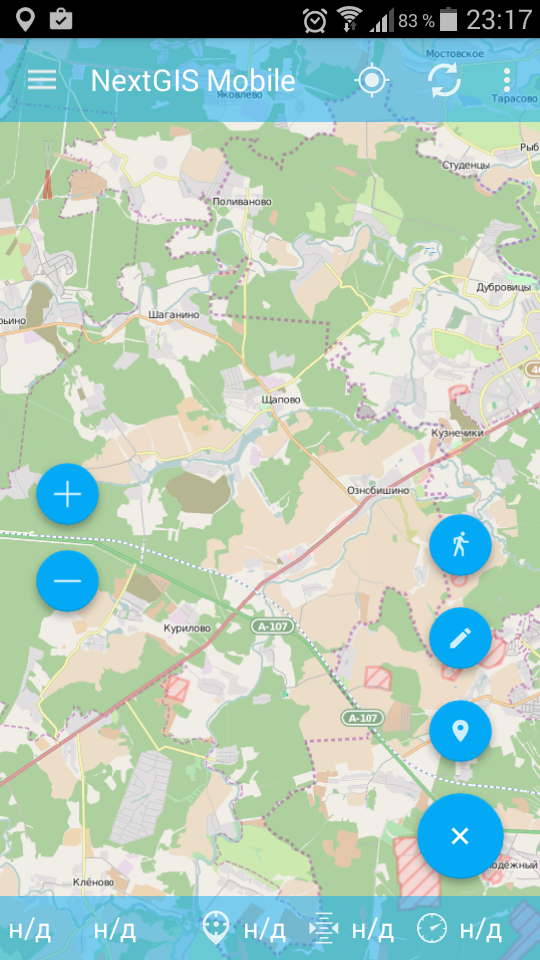 83 %
23:17
NextGIS Mobile
Мостовское
Яковлево
Тарасово
Рыб
Студенцы
Поливаново
Дубровицы
Шаганино
рьино
40
Щапово
Кузнечики
Ознобишино
А-107
Курилово
А-107
Клёново
одёжный
н/д н/д н/д н/д н/д